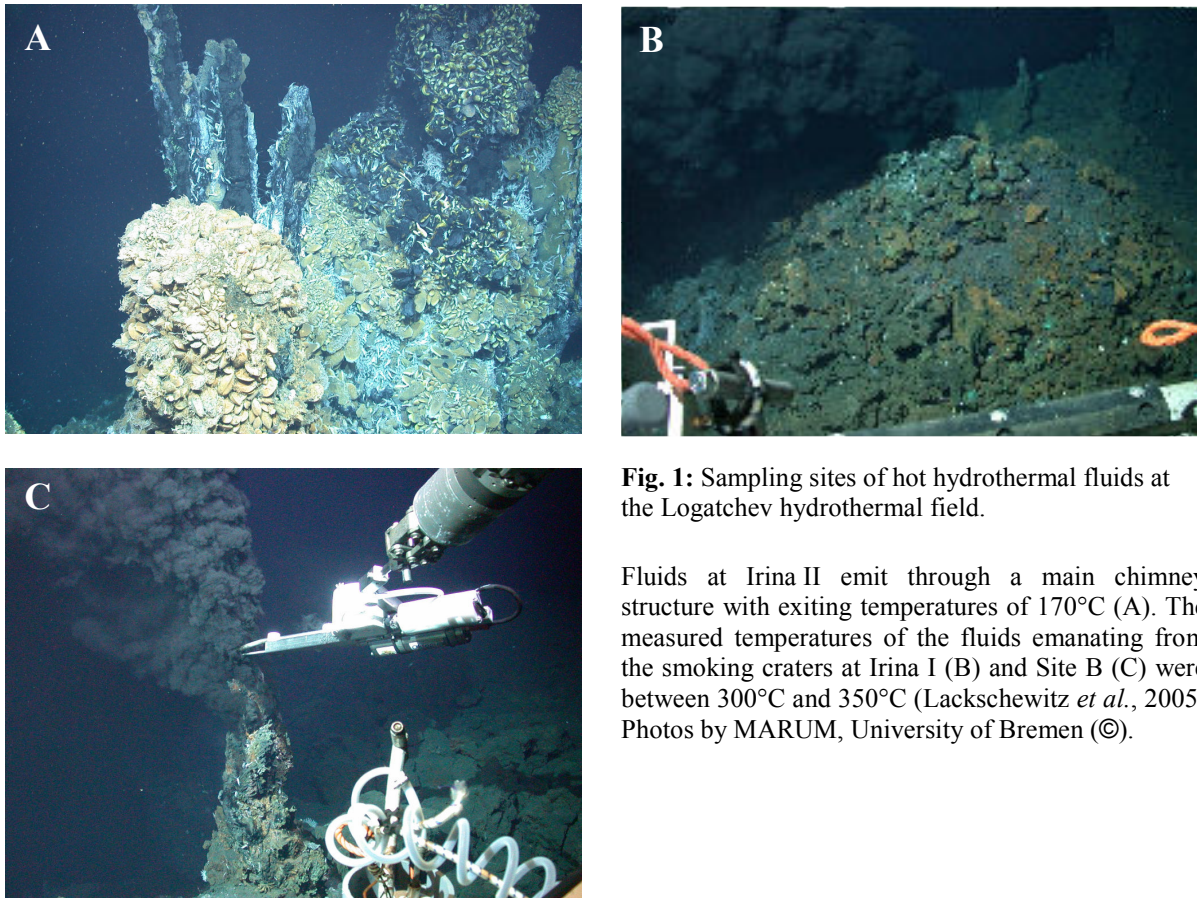 A
B
C
Fig. 1: Sampling sites of hot hydrothermal fluids at
the Logatchev hydrothermal field.
Fluids at Irina II emit through a main chimney
structure with exiting temperatures of 170°C (A). The
measured temperatures of the fluids emanating from
the smoking craters at Irina I (B) and Site B (C) were
between 300°C and 350°C (Lackschewitz et al., 2005)
Photos by MARUM, University of Bremen (©).